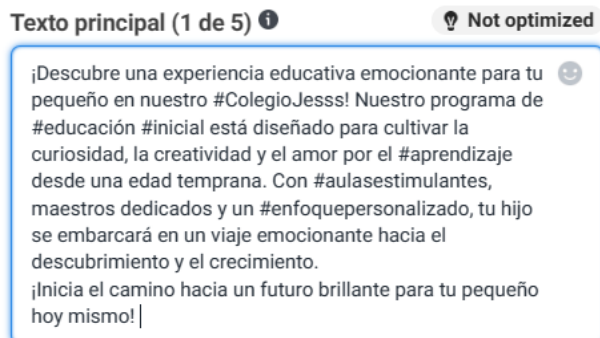 Texto principal (1 de 5)
Not optimized
¡Descubre una experiencia educativa emocionante para tu
pequeño en nuestro #ColegioJesss! Nuestro programa de
#educación #inicial está diseñado para cultivar la
curiosidad, la creatividad y el amor por el #aprendizaje
desde una edad temprana. Con #aulasestimulantes,
maestros dedicados y un #enfoquepersonalizado, tu hijo
se embarcará en un viaje emocionante hacia el
descubrimiento y el crecimiento.
¡Inicia el camino hacia un futuro brillante para tu pequeño
hoy mismo!